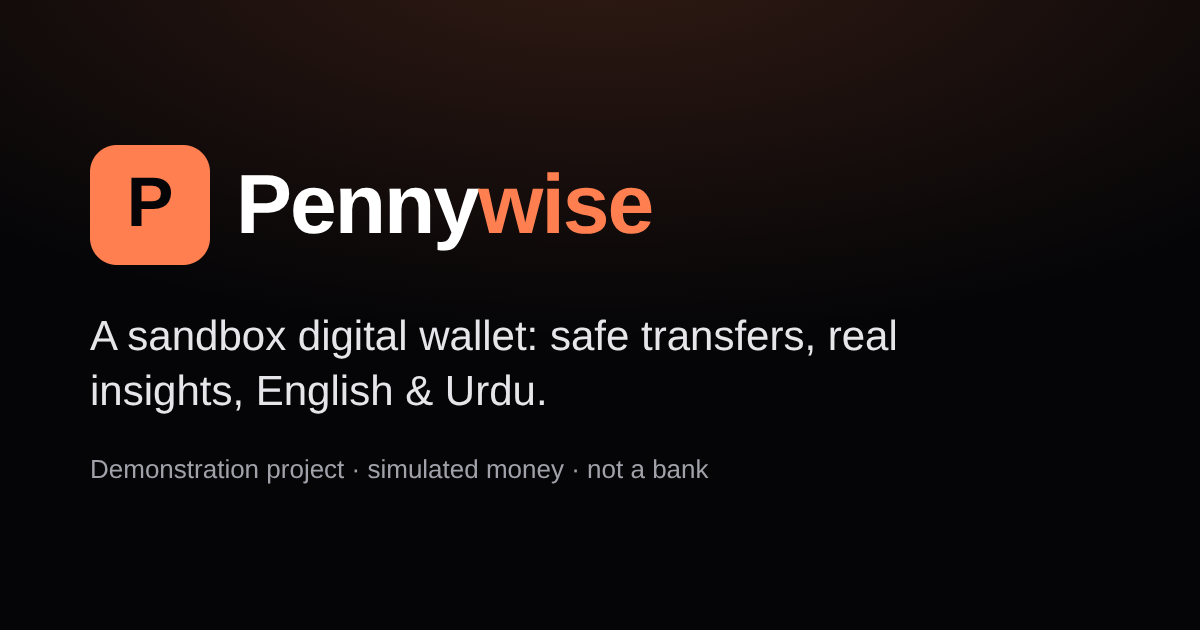 P
Pennywise
A sandbox digital wallet: safe transfers, real
insights, English & Urdu.
Demonstration project · simulated money · not a bank